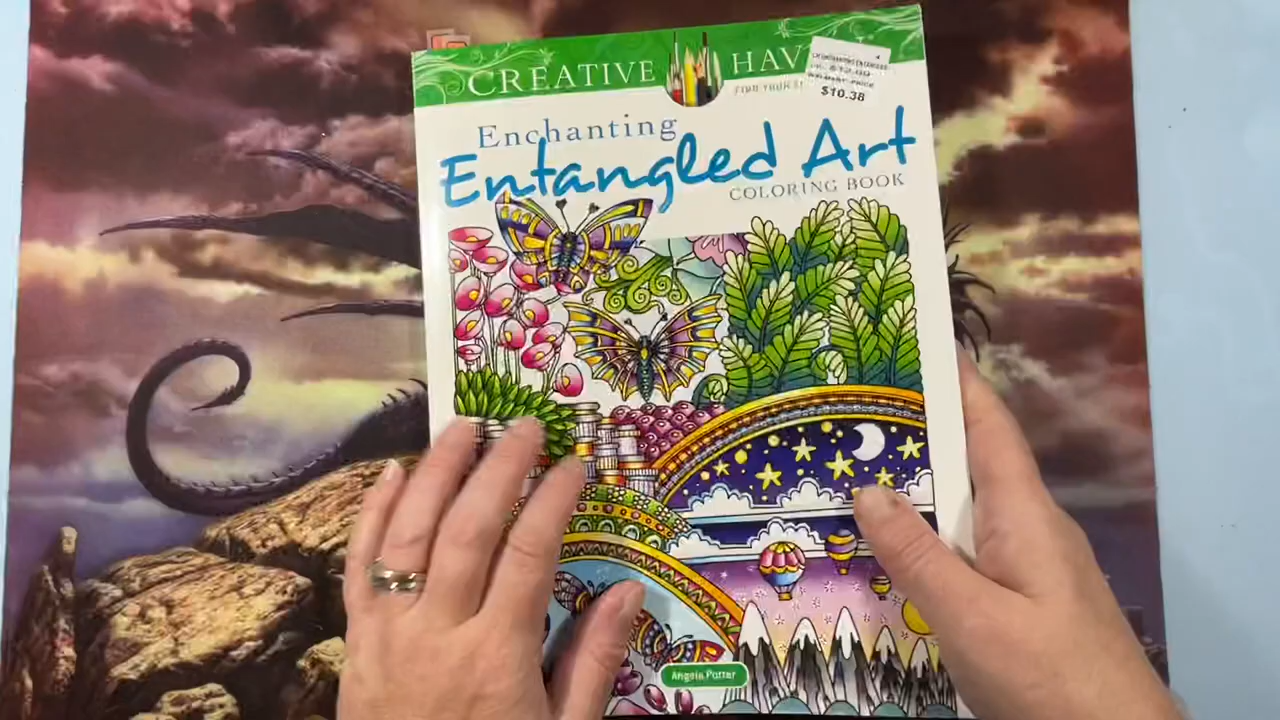 CREATIVE HAV
$10.38
Enchanting
Entangled Art
COLORING BOOK
Angela Porter